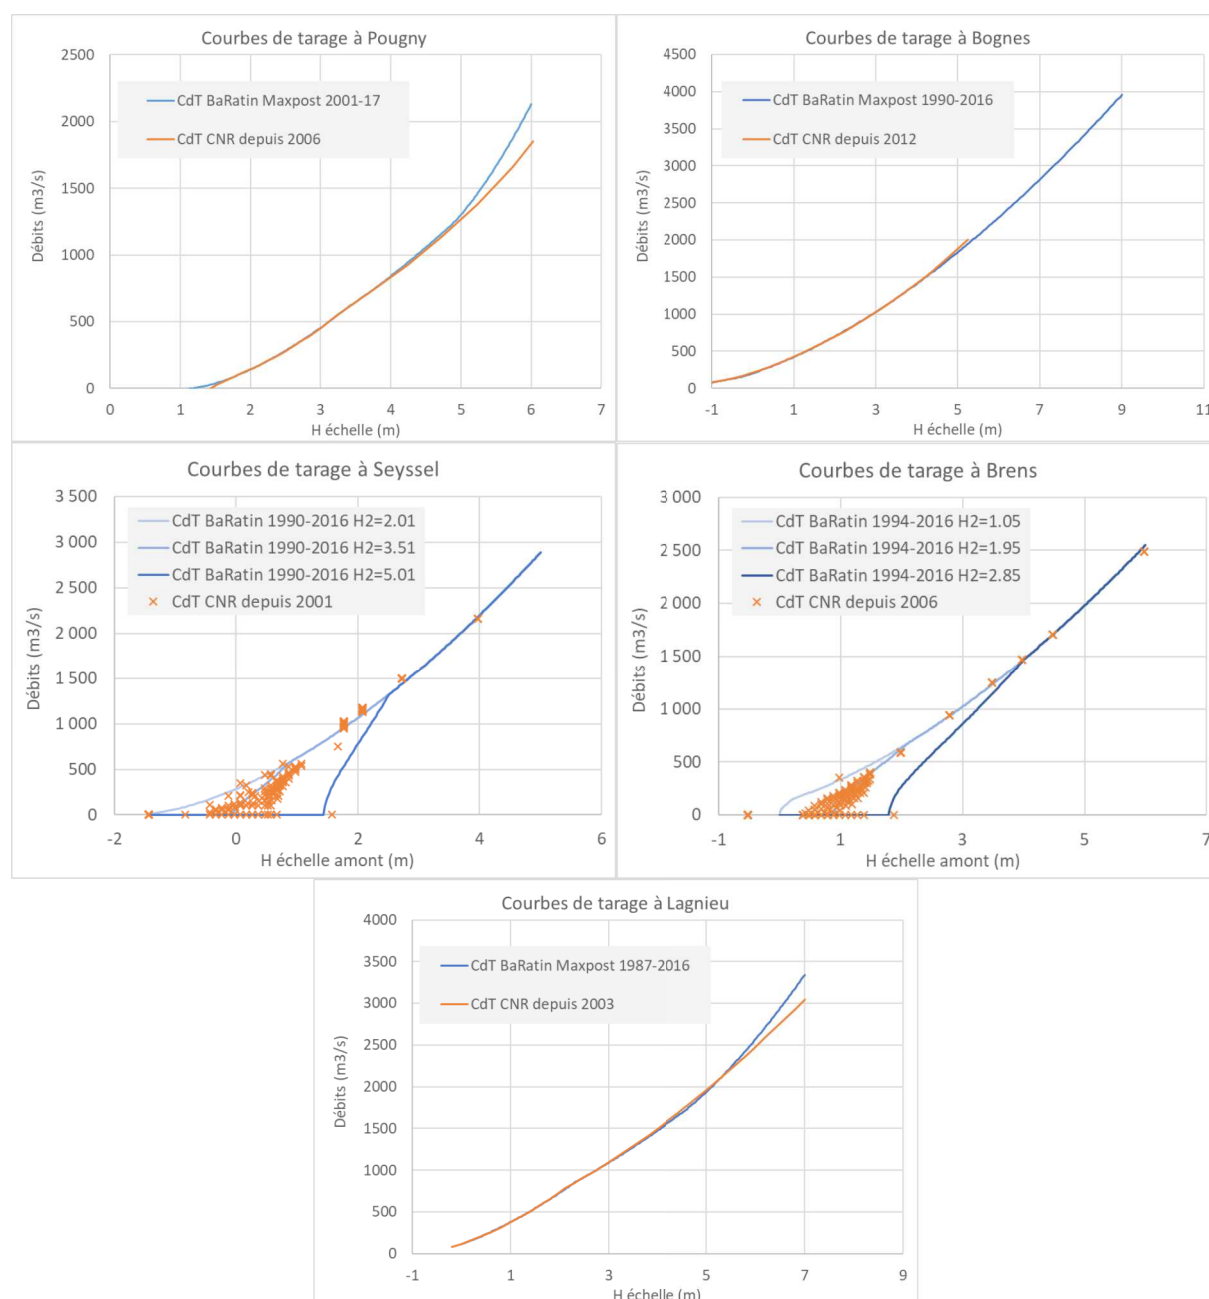 Courbes de tarage à Pougny
2500
2000
1500
1000
500
0
0 1 2 3 4 5 6 7
Débits (m3/s)
H échelle (m)
CdT BaRatin Maxpost 2001-17
CdT CNR depuis 2006
Courbes de tarage à Bognes
4500
4000
3500
3000
2500
2000
1500
1000
500
0
-1 1 3 5 7 9 11
Débits (m3/s)
H échelle (m)
CdT BaRatin Maxpost 1990-2016
CdT CNR depuis 2012
Courbes de tarage à Seyssel
3 500
3 000
2 500
2 000
1 500
1 000
500
0
-2 0 2 4 6
Débits (m3/s)
H échelle amont (m)
CdT BaRatin 1990-2016 H2=2.01
CdT BaRatin 1990-2016 H2=3.51
CdT BaRatin 1990-2016 H2=5.01
CdT CNR depuis 2001
Courbes de tarage à Brens
3 000
2 500
2 000
1 500
1 000
500
0
-1 1 3 5 7
Débits (m3/s)
H échelle amont (m)
CdT BaRatin 1994-2016 H2=1.05
CdT BaRatin 1994-2016 H2=1.95
CdT BaRatin 1994-2016 H2=2.85
CdT CNR depuis 2006
Courbes de tarage à Lagnieu
4000
3500
3000
2500
2000
1500
1000
500
0
-1 1 3 5 7 9
Débits (m3/s)
H échelle (m)
CdT BaRatin Maxpost 1987-2016
CdT CNR depuis 2003